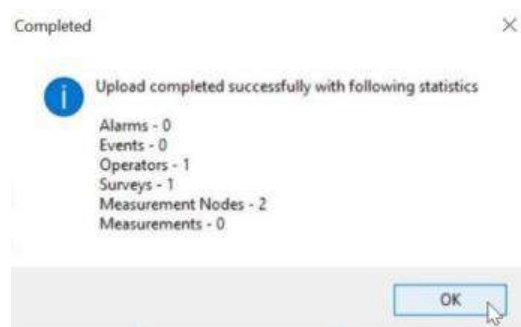 Completed
Upload completed successfully with following statistics
Alarms - 0
Events - 0
Operators - 1
Surveys - 1
Measurement Nodes - 2
Measurements - 0
OK